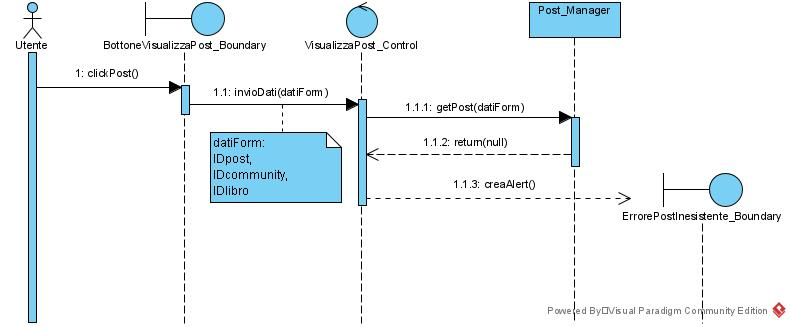 Post_Manager
Utente
BottoneVisualizzaPost_Boundary
VisualizzaPost_Control
1: clickPost()
1.1: invioDati(datiForm)
1.1.1: getPost(datiForm)
datiForm:
IDpost,
IDcommunity,
IDlibro
1.1.2: return(null)
1.1.3: creaAlert()
ErrorePostInesistente_Boundary
Powered By Visual Paradigm Community Edition